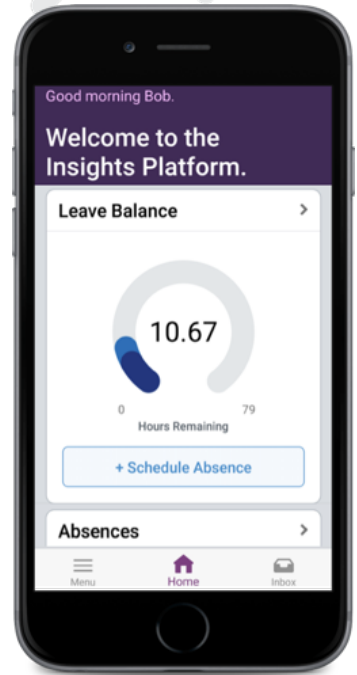 Good morning Bob.
Welcome to the
Insights Platform.
Leave Balance
10.67
0
79
Hours Remaining
+ Schedule Absence
Absences
Menu
Home
Inbox